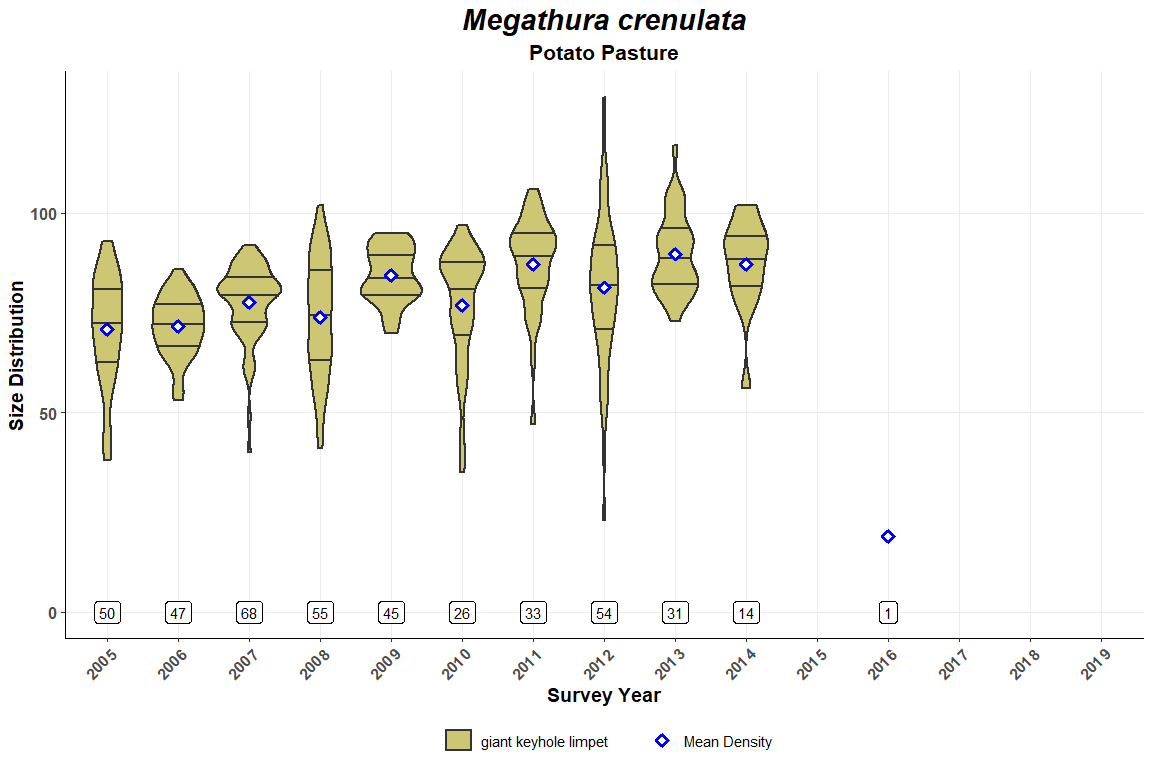 Megathura crenulata
Potato Pasture
Size Distribution
100
50
0
50 47 68 55 45 26 33 54 31 14 1
2005 2006 2007 2008 2009 2010 2011 2012 2013 2014 2015 2016 2017 2018 2019
Survey Year
giant keyhole limpet Mean Density